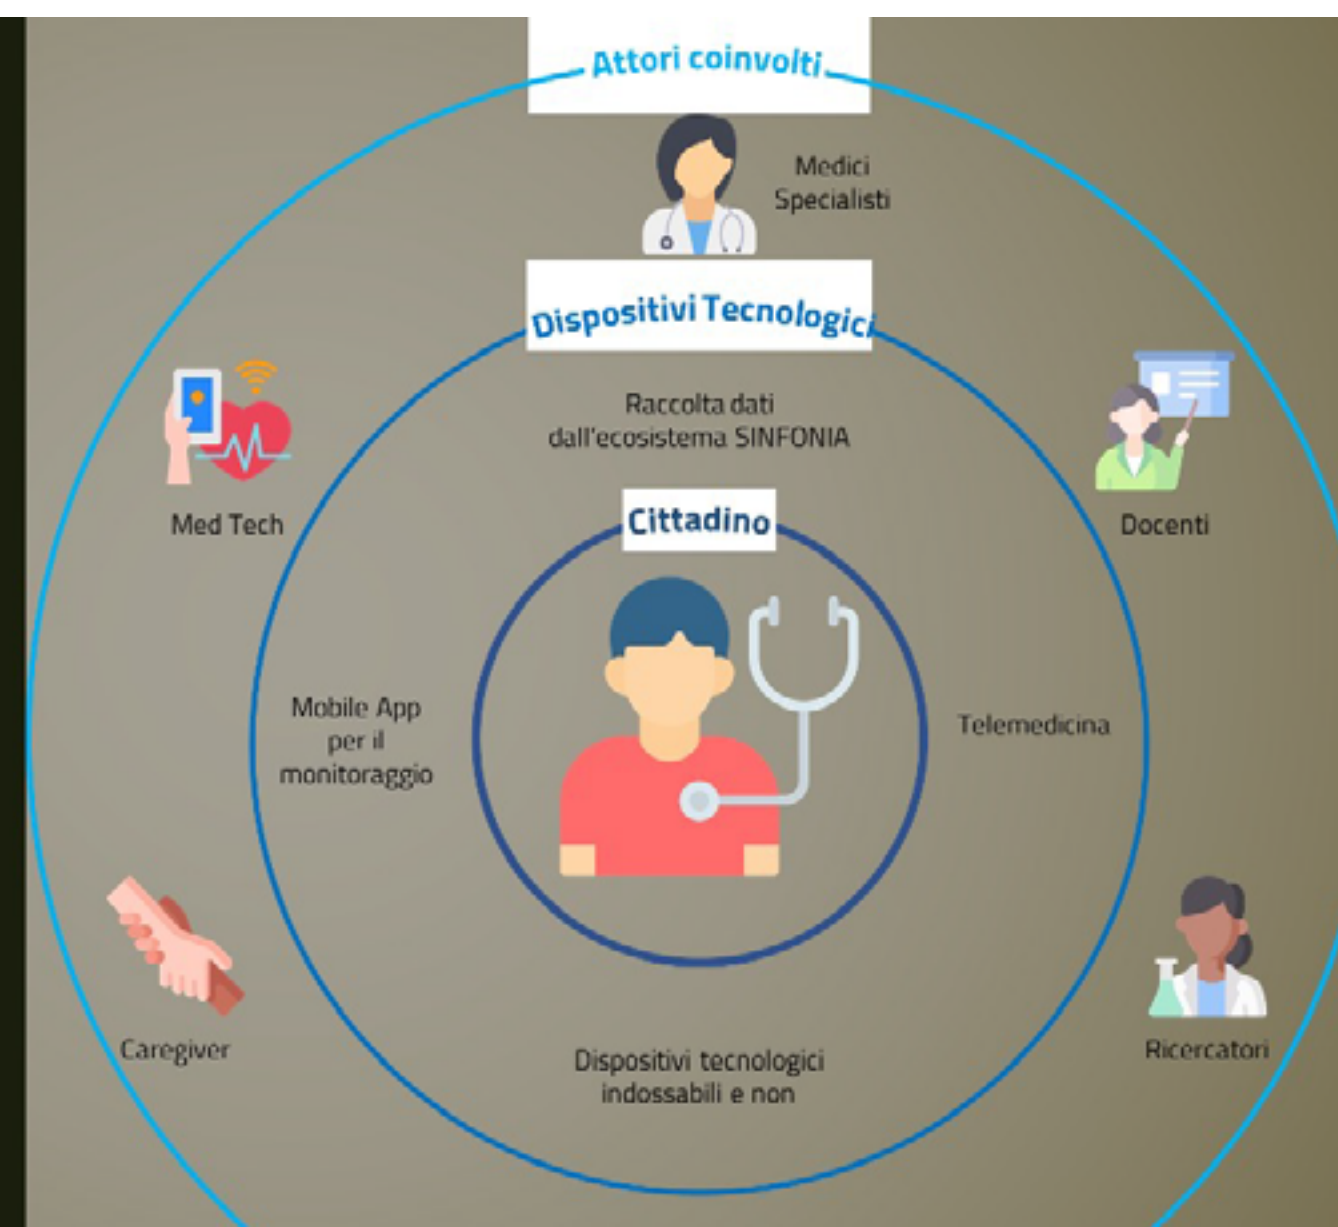 Attori coinvolti
Medici
Specialisti
Dispositivi Tecnologici
Raccolta dati
dall'ecosistema SINFONIA
Med Tech
Docenti
Cittadino
Mobile App
per il
monitoraggio
Telemedicina
Caregiver
Ricercatori
Dispositivi tecnologici
indossabili e non